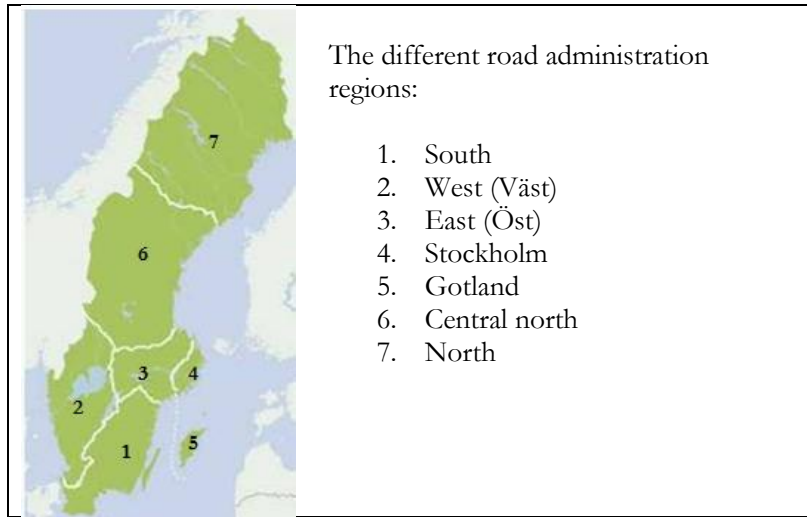 The different road administration
regions:
1. South
2. West (Väst)
3. East (Öst)
4. Stockholm
5. Gotland
6. Central north
7. North
7
6
3
4
2
5
1